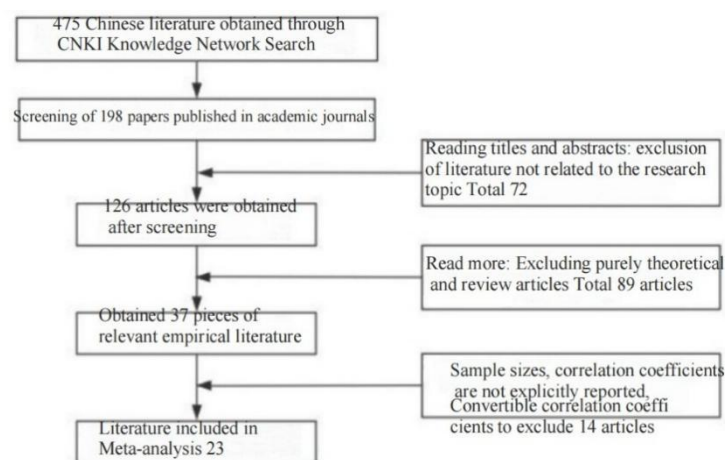 475 Chinese literature obtained through
CNKI Knowledge Network Search
Screening of 198 papers published in academic journals
Reading titles and abstracts: exclusion
of literature not related to the research
topic Total 72
126 articles were obtained
after screening
Read more: Excluding purely theoretical
and review articles Total 89 articles
Obtained 37 pieces of
relevant empirical literature
Sample sizes, correlation coefficients
are not explicitly reported,
Convertible correlation coeffi
cients to exclude 14 articles
Literature included in
Meta-analysis 23